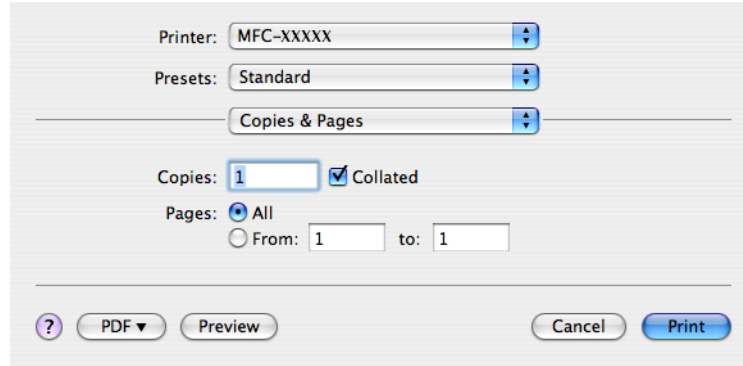 Printer: MFC-XXXXX
Presets: Standard
Copies & Pages
Copies: 1 Collated
Pages: All
From: 1 to: 1
? PDF ▼ Preview Cancel Print